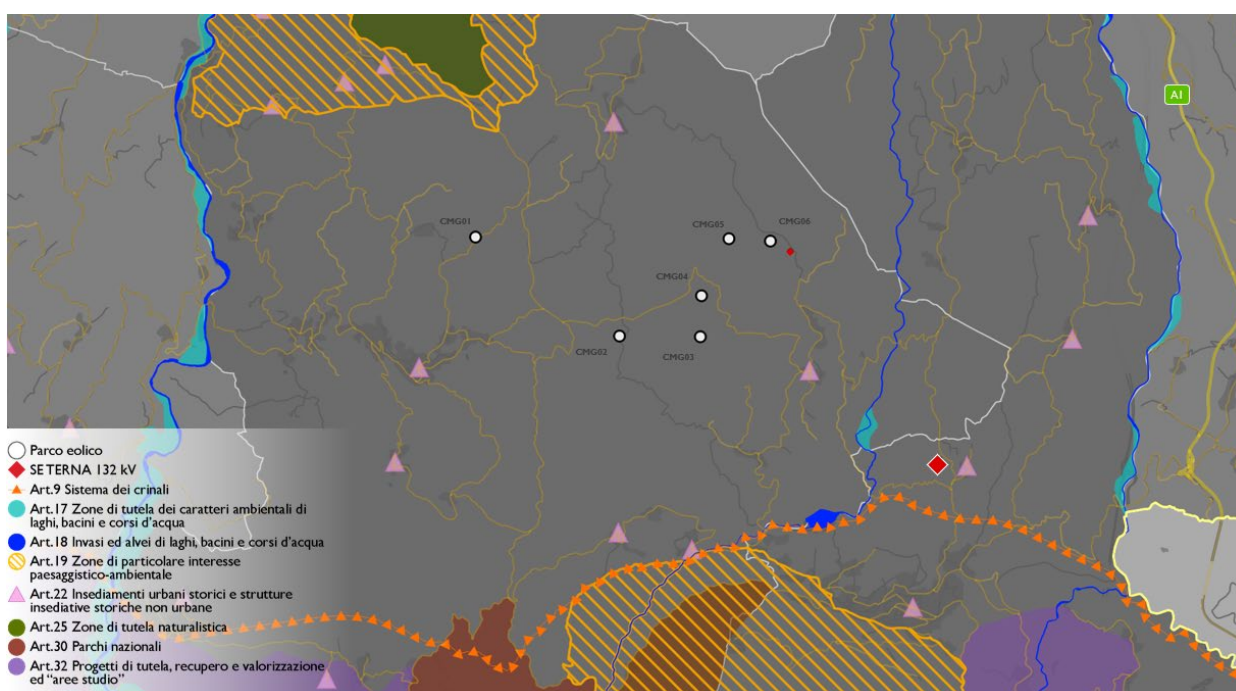 A1
CMG01
CMG05
CMG06
CMG04
CMG02
CMG03
Parco eolico
SE TERNA 132 kV
Art.9 Sistema dei crinali
Art.17 Zone di tutela dei caratteri ambientali di
laghi, bacini e corsi d'acqua
Art.18 Invasi ed alvei di laghi, bacini e corsi d'acqua
Art.19 Zone di particolare interesse
paesaggistico-ambientale
Art.22 Insediamenti urbani storici e strutture
insediative storiche non urbane
Art.25 Zone di tutela naturalistica
Art.30 Parchi nazionali
Art.32 Progetti di tutela, recupero e valorizzazione
ed "aree studio"